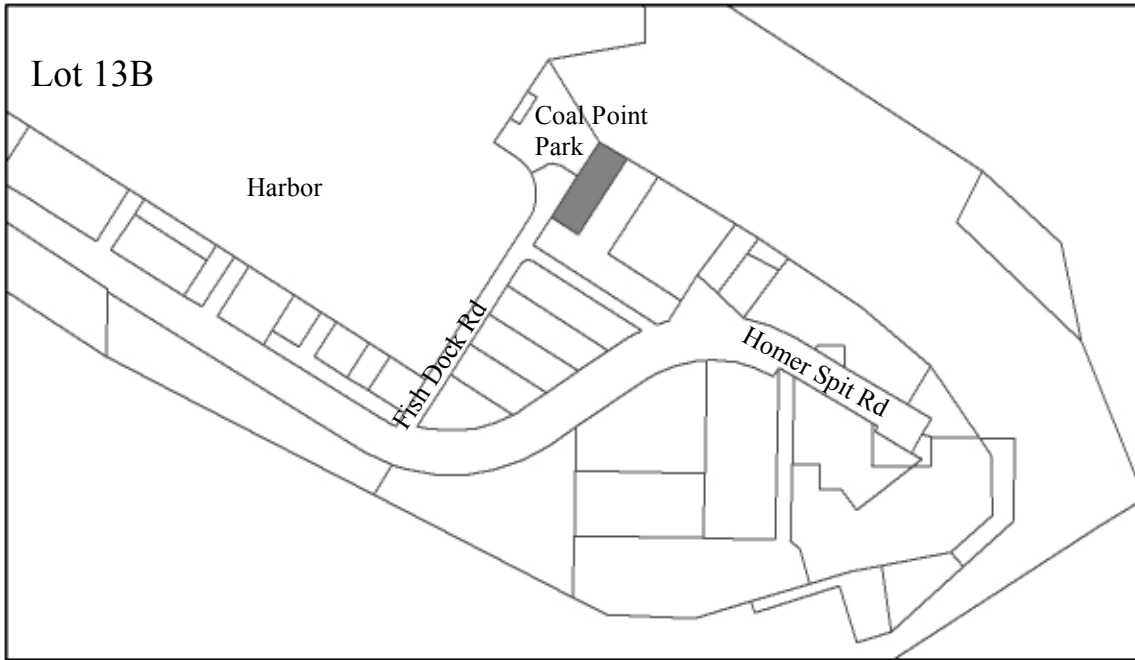 Lot 13B
Coal Point
Park
Harbor
Fish Dock Rd
Homer Spit Rd